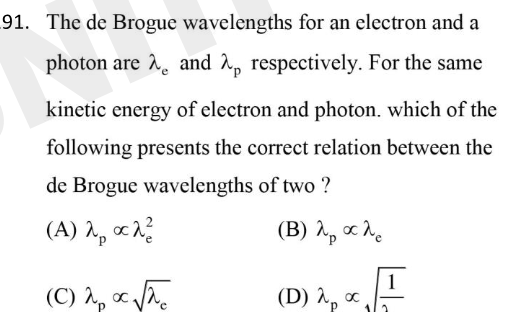 91. The de Brogue wavelengths for an electron and a
photon are λₑ and λₚ respectively. For the same
kinetic energy of electron and photon. which of the
following presents the correct relation between the
de Brogue wavelengths of two ?
(A) λₚ ∝ λₑ² (B) λₚ ∝ λₑ
(C) λₚ ∝ √λₑ (D) λₚ ∝ √1